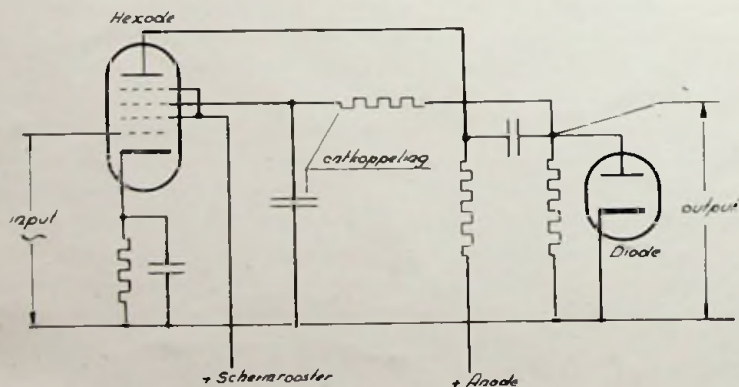 Hexode
ontkoppeling
input
output
Diode
+ Schermrooster
+ Anode